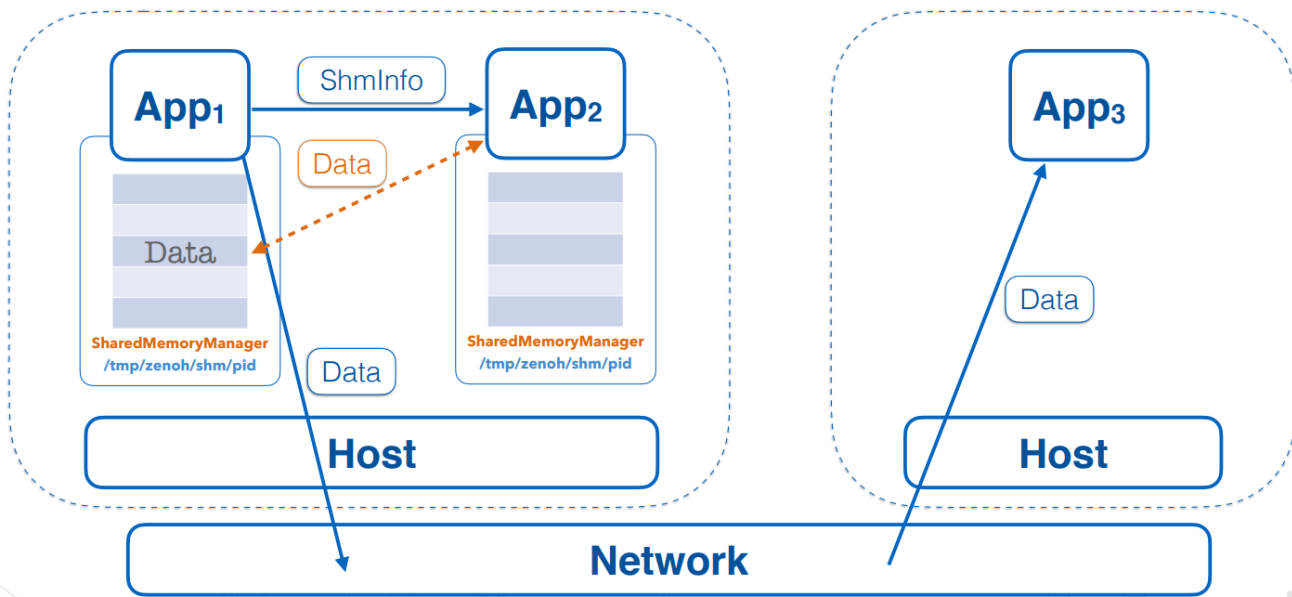 ShmInfo
App₁
App₂
App₃
Data
Data
Data
SharedMemoryManager
/tmp/zenoh/shm/pid
SharedMemoryManager
/tmp/zenoh/shm/pid
Data
Host
Host
Network